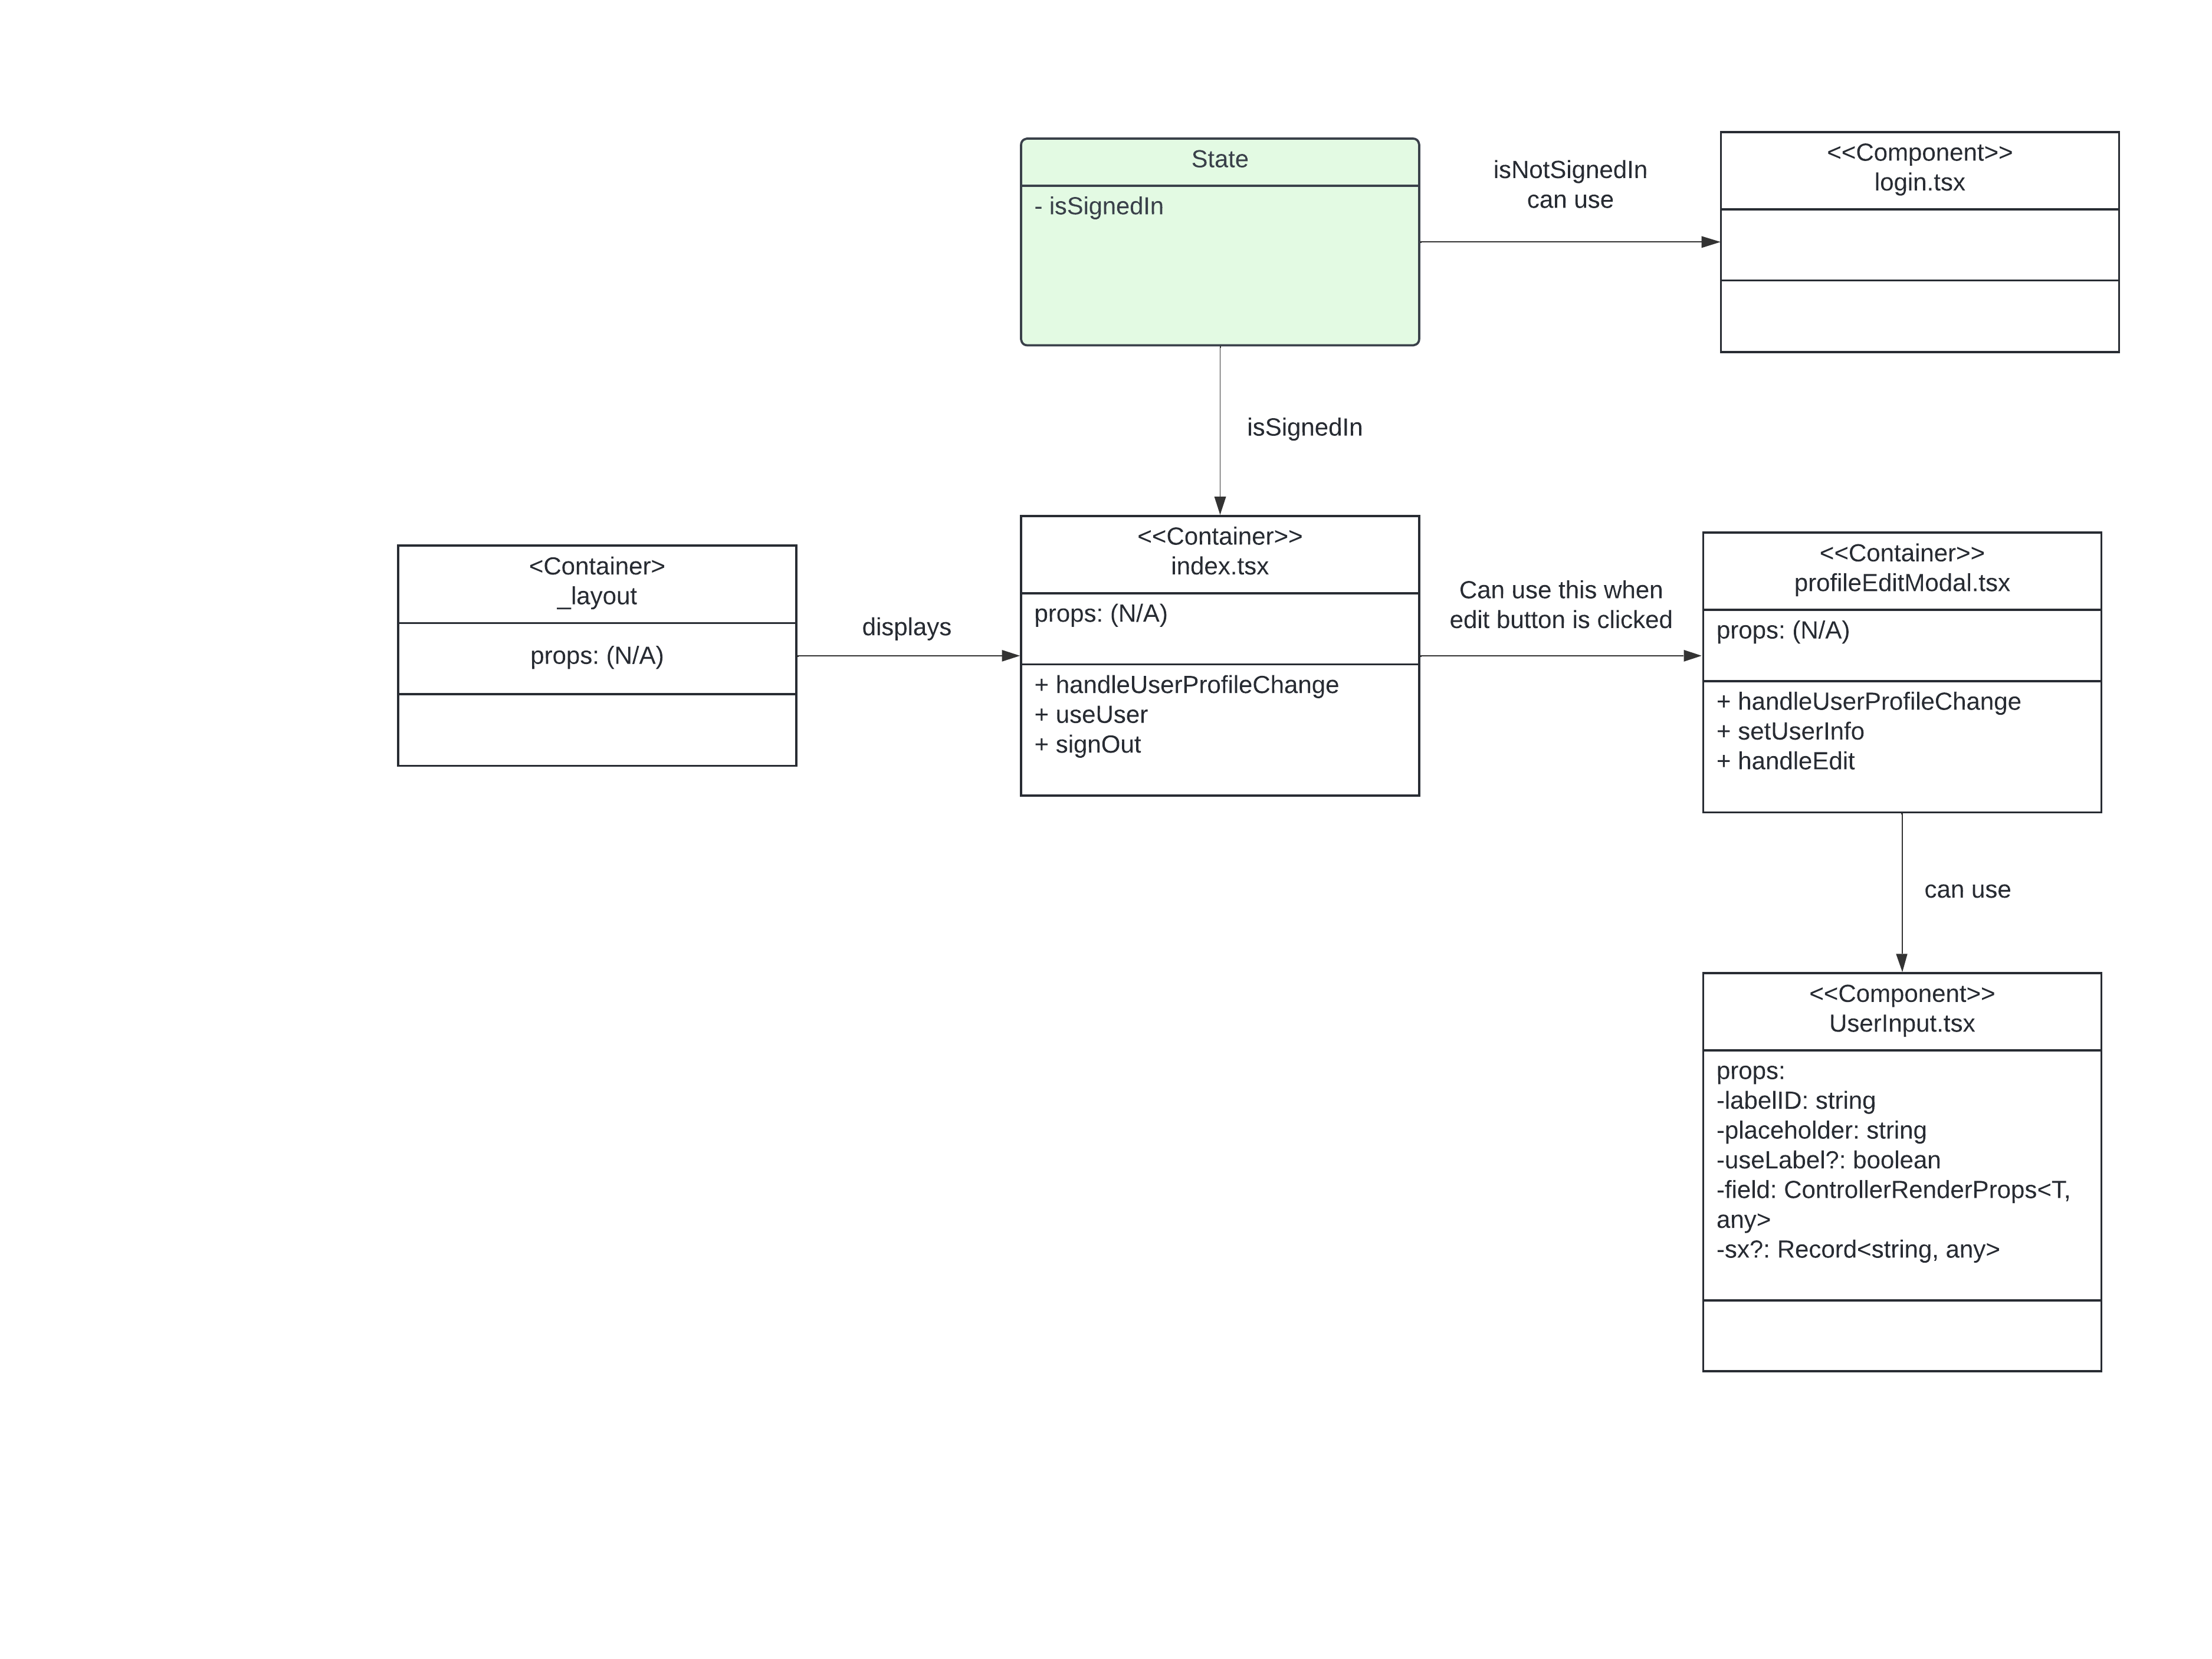 State
- isSignedIn
isNotSignedIn
can use
<<Component>>
login.tsx
isSignedIn
<Container>
_layout
props: (N/A)
displays
<<Container>>
index.tsx
props: (N/A)
+ handleUserProfileChange
+ useUser
+ signOut
Can use this when
edit button is clicked
<<Container>>
profileEditModal.tsx
props: (N/A)
+ handleUserProfileChange
+ setUserInfo
+ handleEdit
can use
<<Component>>
UserInput.tsx
props:
-labelID: string
-placeholder: string
-useLabel?: boolean
-field: ControllerRenderProps<T,
any>
-sx?: Record<string, any>